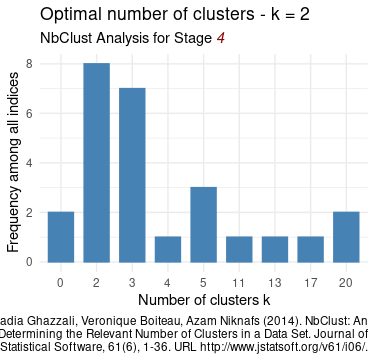 Optimal number of clusters - k = 2
NbClust Analysis for Stage 4
Frequency among all indices
8
6
4
2
0
0 2 3 4 5 11 13 17 20
Number of clusters k
adia Ghazzali, Veronique Boiteau, Azam Niknafs (2014). NbClust: An
Determining the Relevant Number of Clusters in a Data Set. Journal of
Statistical Software, 61(6), 1-36. URL http://www.jstatsoft.org/v61/i06/.